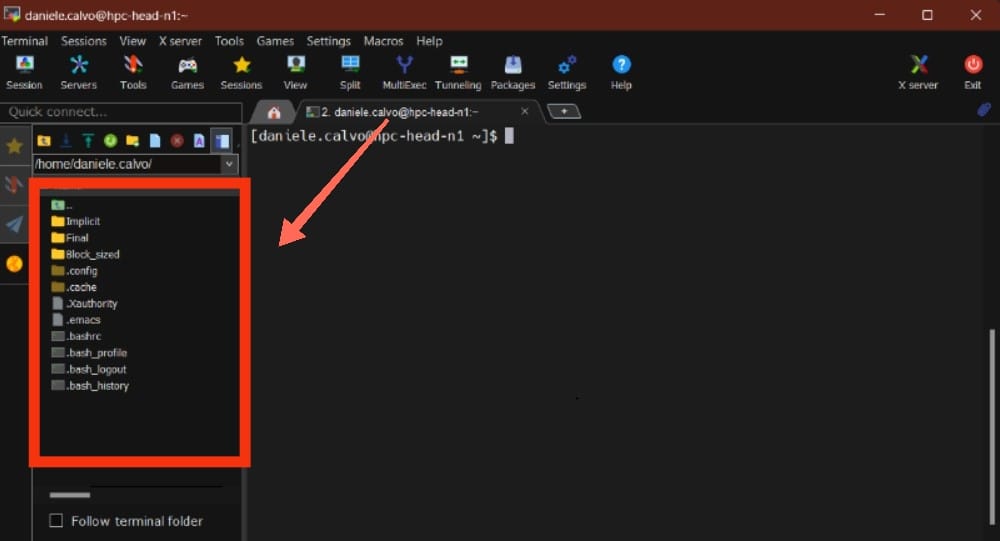 daniele.calvo@hpc-head-n1:~
Terminal Sessions View X server Tools Games Settings Macros Help
Session Servers Tools Games Sessions View Split MultiExec Tunneling Packages Settings Help X server Exit
Quick connect...
2. daniele.calvo@hpc-head-n1:~
[daniele.calvo@hpc-head-n1 ~]$
/home/daniele.calvo/
..
Implicit
Final
Block_sized
.config
.cache
.Xauthority
.emacs
.bashrc
.bash_profile
.bash_logout
.bash_history
Follow terminal folder